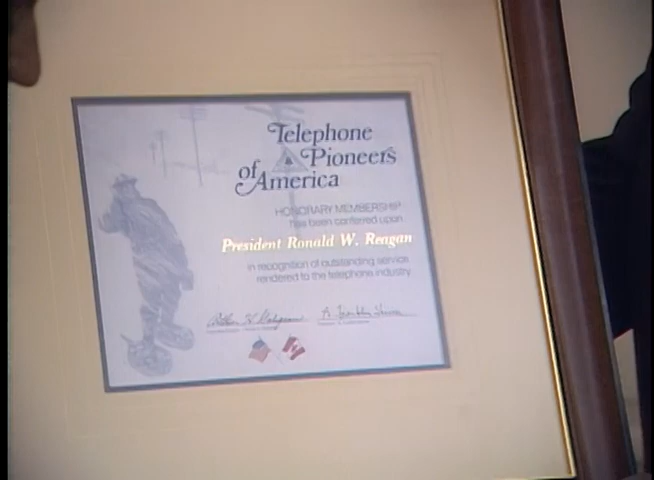 Telephone
Pioneers
of
America
HONORARY MEMBERSHIP
has been conferred upon
President Ronald W. Reagan
in recognition of outstanding service
rendered to the telephone industry